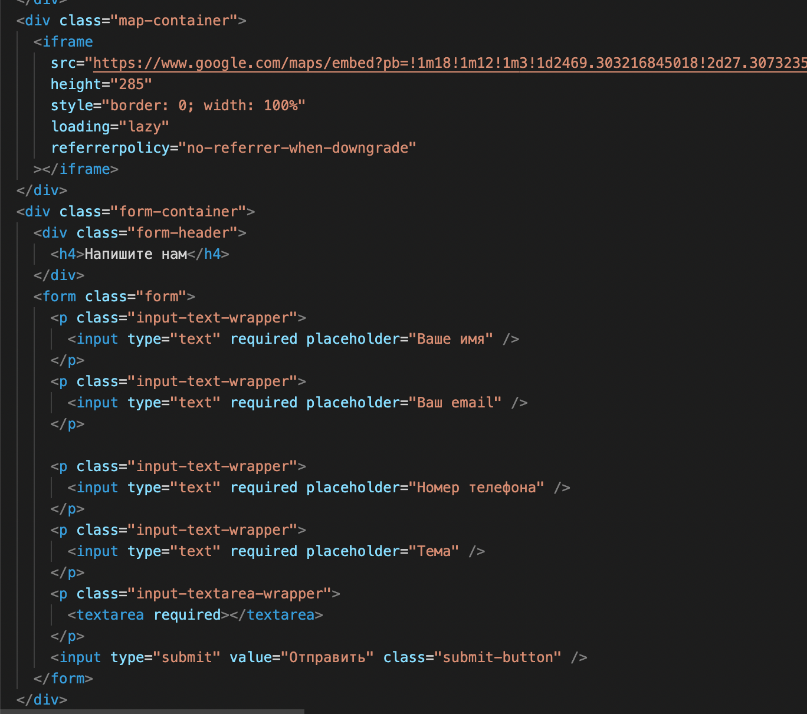 </div>
<div class="map-container">
<iframe
src="https://www.google.com/maps/embed?pb=!1m18!1m12!1m3!1d2469.303216845018!2d27.3073235
height="285"
style="border: 0; width: 100%"
loading="lazy"
referrerpolicy="no-referrer-when-downgrade"
></iframe>
</div>
<div class="form-container">
<div class="form-header">
<h4>Напишите нам</h4>
</div>
<form class="form">
<p class="input-text-wrapper">
<input type="text" required placeholder="Ваше имя" />
</p>
<p class="input-text-wrapper">
<input type="text" required placeholder="Ваш email" />
</p>
<p class="input-text-wrapper">
<input type="text" required placeholder="Номер телефона" />
</p>
<p class="input-text-wrapper">
<input type="text" required placeholder="Тема" />
</p>
<p class="input-textarea-wrapper">
<textarea required></textarea>
</p>
<input type="submit" value="Отправить" class="submit-button" />
</form>
</div>